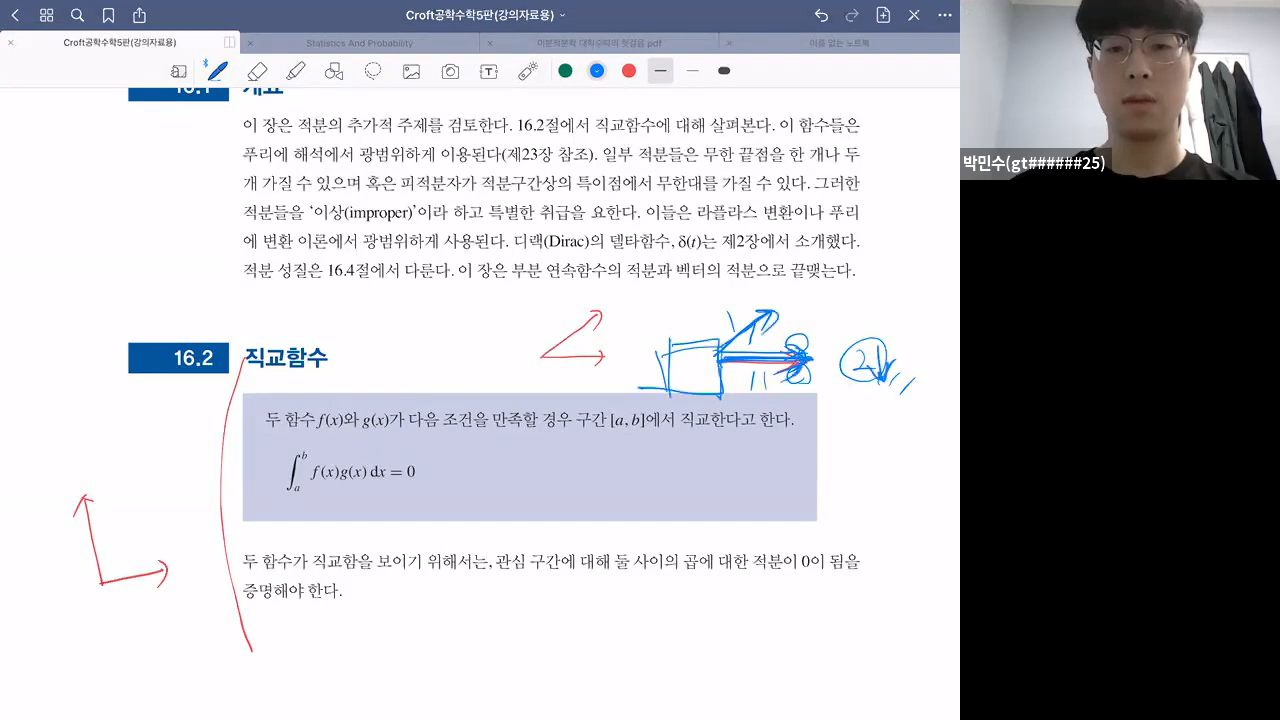 Croft공학수학5판(강의자료용)
Croft공학수학5판(강의자료용)
Statistics And Probability
미분적분학 대학수학의 첫걸음.pdf
이름 없는 노트북
16.1 개요
이 장은 적분의 추가적 주제를 검토한다. 16.2절에서 직교함수에 대해 살펴본다. 이 함수들은
푸리에 해석에서 광범위하게 이용된다(제23장 참조). 일부 적분들은 무한 끝점을 한 개나 두
개 가질 수 있으며 혹은 피적분자가 적분구간상의 특이점에서 무한대를 가질 수 있다. 그러한
적분들을 ‘이상(improper)’이라 하고 특별한 취급을 요한다. 이들은 라플라스 변환이나 푸리
에 변환 이론에서 광범위하게 사용된다. 디랙(Dirac)의 델타함수, δ(t)는 제2장에서 소개했다.
적분 성질은 16.4절에서 다룬다. 이 장은 부분 연속함수의 적분과 벡터의 적분으로 끝맺는다.
16.2 직교함수
두 함수 f(x)와 g(x)가 다음 조건을 만족할 경우 구간 [a, b]에서 직교한다고 한다.
∫_a^b f(x)g(x) dx = 0
두 함수가 직교함을 보이기 위해서는, 관심 구간에 대해 둘 사이의 곱에 대한 적분이 0이 됨을
증명해야 한다.
박민수(gt######25)